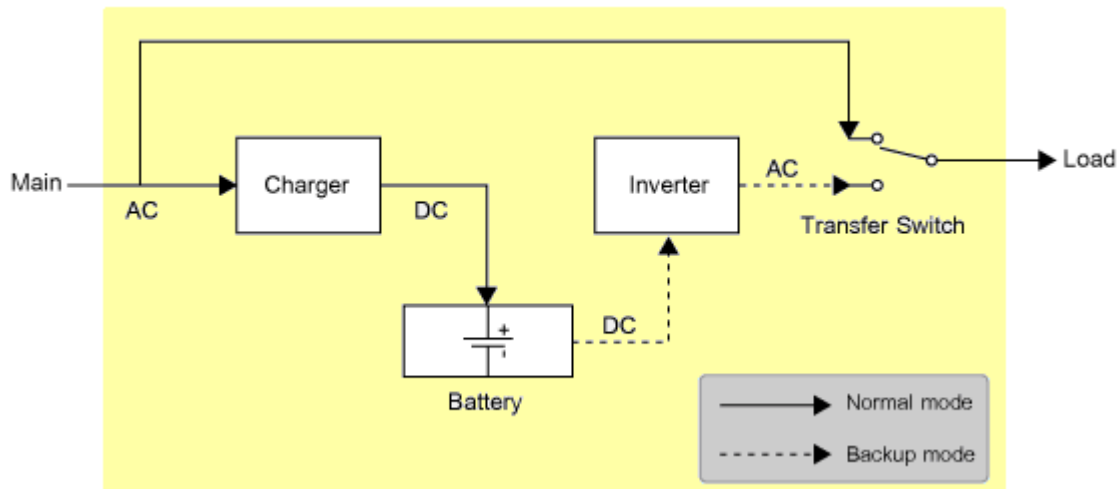 Main
AC
Charger
DC
Battery
+
-
DC
Inverter
AC
Transfer Switch
Load
Normal mode
Backup mode